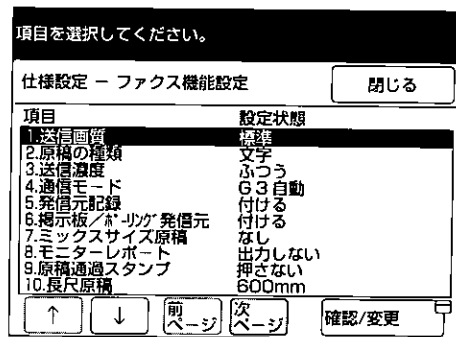 項目を選択してください。
仕様設定 － ファクス機能設定 閉じる
項目 設定状態
1.送信画質 標準
2.原稿の種類 文字
3.送信濃度 ふつう
4.通信モード G3自動
5.発信元記録 付ける
6.掲示板／ﾎﾟｰﾘﾝｸﾞ発信元 付ける
7.ミックスサイズ原稿 なし
8.モニターレポート 出力しない
9.原稿通過スタンプ 押さない
10.長尺原稿 600mm
↑ ↓ 前ページ 次ページ 確認/変更